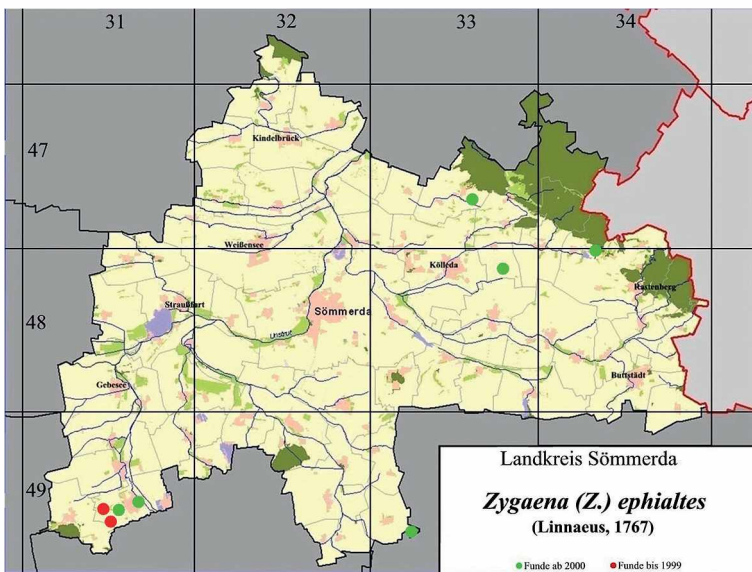 31 32 33 34
47
Kindelbrück
Weißensee
Kölleda
Rastenberg
Straußfurt
Sömmerda
48
Unstrut
Buttstädt
Gebesee
49
Landkreis Sömmerda
Zygaena (Z.) ephialtes
(Linnaeus, 1767)
Funde ab 2000 Funde bis 1999